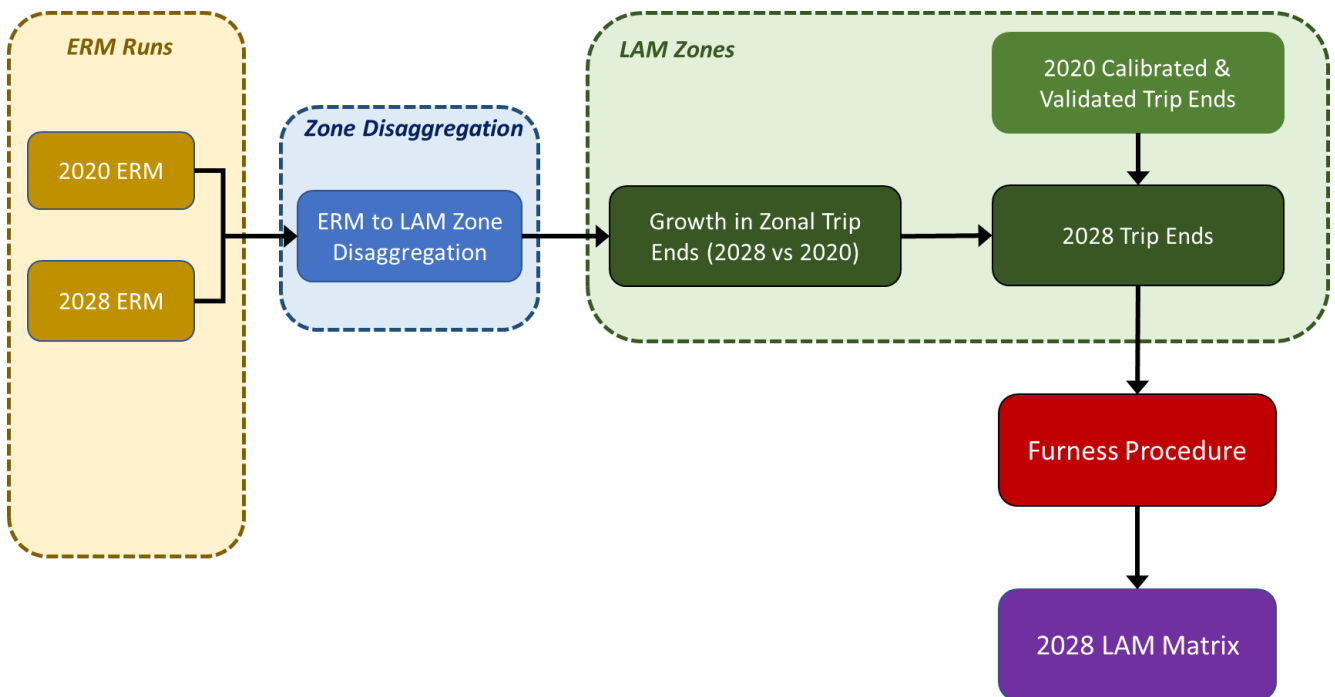 ERM Runs
2020 ERM
2028 ERM
Zone Disaggregation
ERM to LAM Zone
Disaggregation
LAM Zones
Growth in Zonal Trip
Ends (2028 vs 2020)
2020 Calibrated &
Validated Trip Ends
2028 Trip Ends
Furness Procedure
2028 LAM Matrix